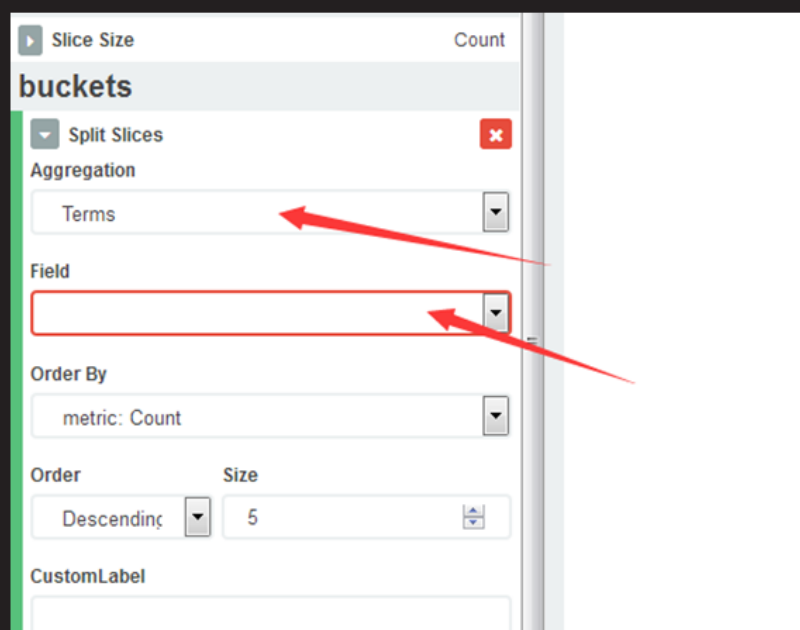 Slice Size Count
buckets
Split Slices
Aggregation
Terms
Field
Order By
metric: Count
Order Size
Descending 5
CustomLabel